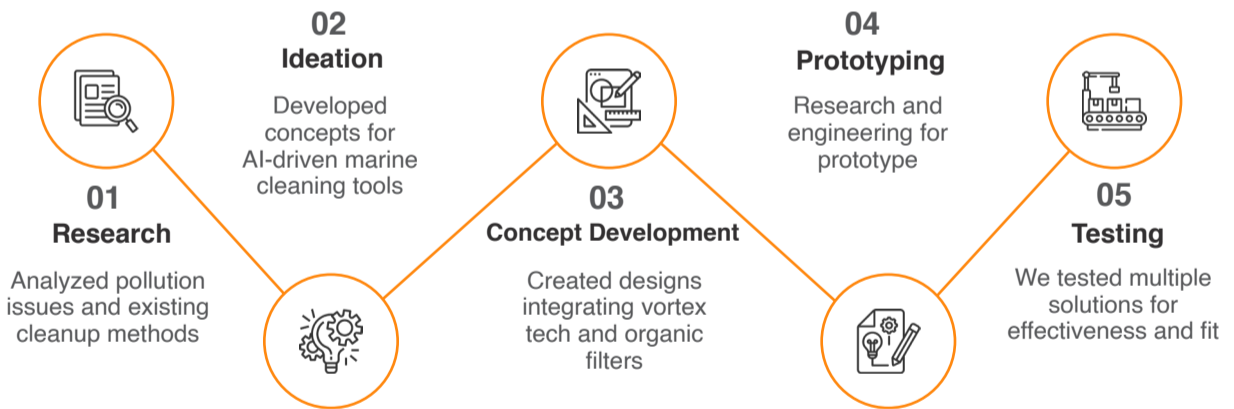 01
Research
Analyzed pollution
issues and existing
cleanup methods
02
Ideation
Developed
concepts for
AI-driven marine
cleaning tools
03
Concept Development
Created designs
integrating vortex
tech and organic
filters
04
Prototyping
Research and
engineering for
prototype
05
Testing
We tested multiple
solutions for
effectiveness and fit